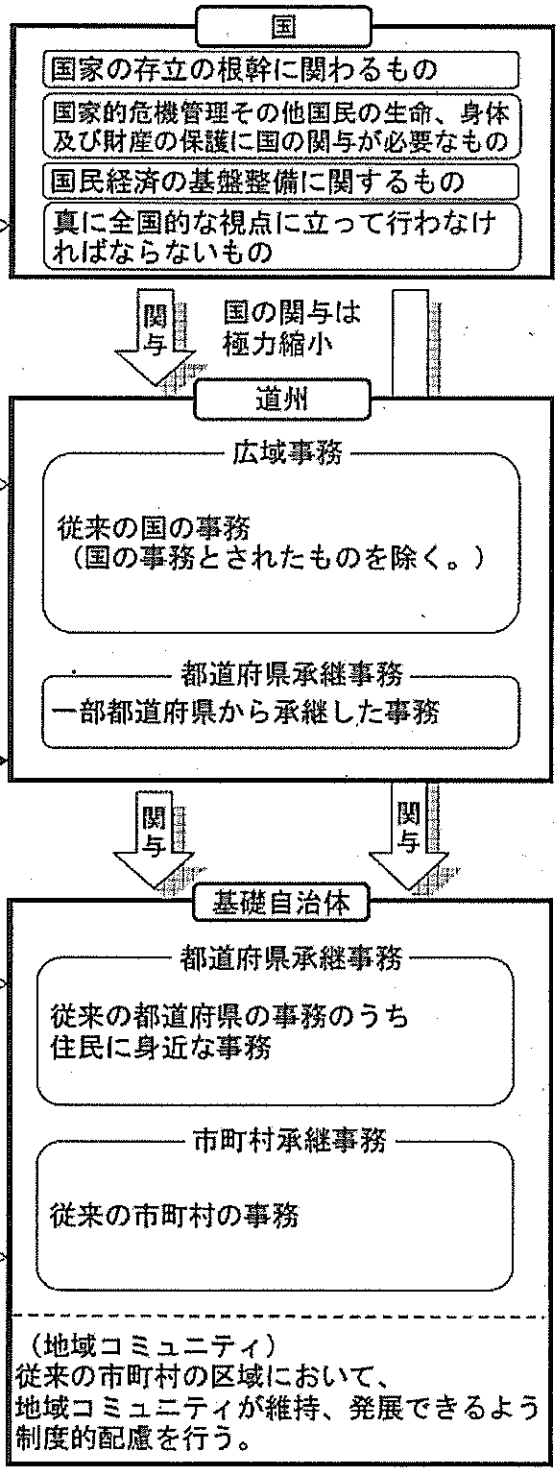 国
国家の存立の根幹に関わるもの
国家的危機管理その他国民の生命、身体
及び財産の保護に国の関与が必要なもの
国民経済の基盤整備に関するもの
真に全国的な視点に立って行わなけ
ればならないもの
関与
国の関与は
極力縮小
道州
広域事務
従来の国の事務
（国の事務とされたものを除く。）
都道府県承継事務
一部都道府県から承継した事務
関与
関与
基礎自治体
都道府県承継事務
従来の都道府県の事務のうち
住民に身近な事務
市町村承継事務
従来の市町村の事務
（地域コミュニティ）
従来の市町村の区域において、
地域コミュニティが維持、発展できるよう
制度的配慮を行う。